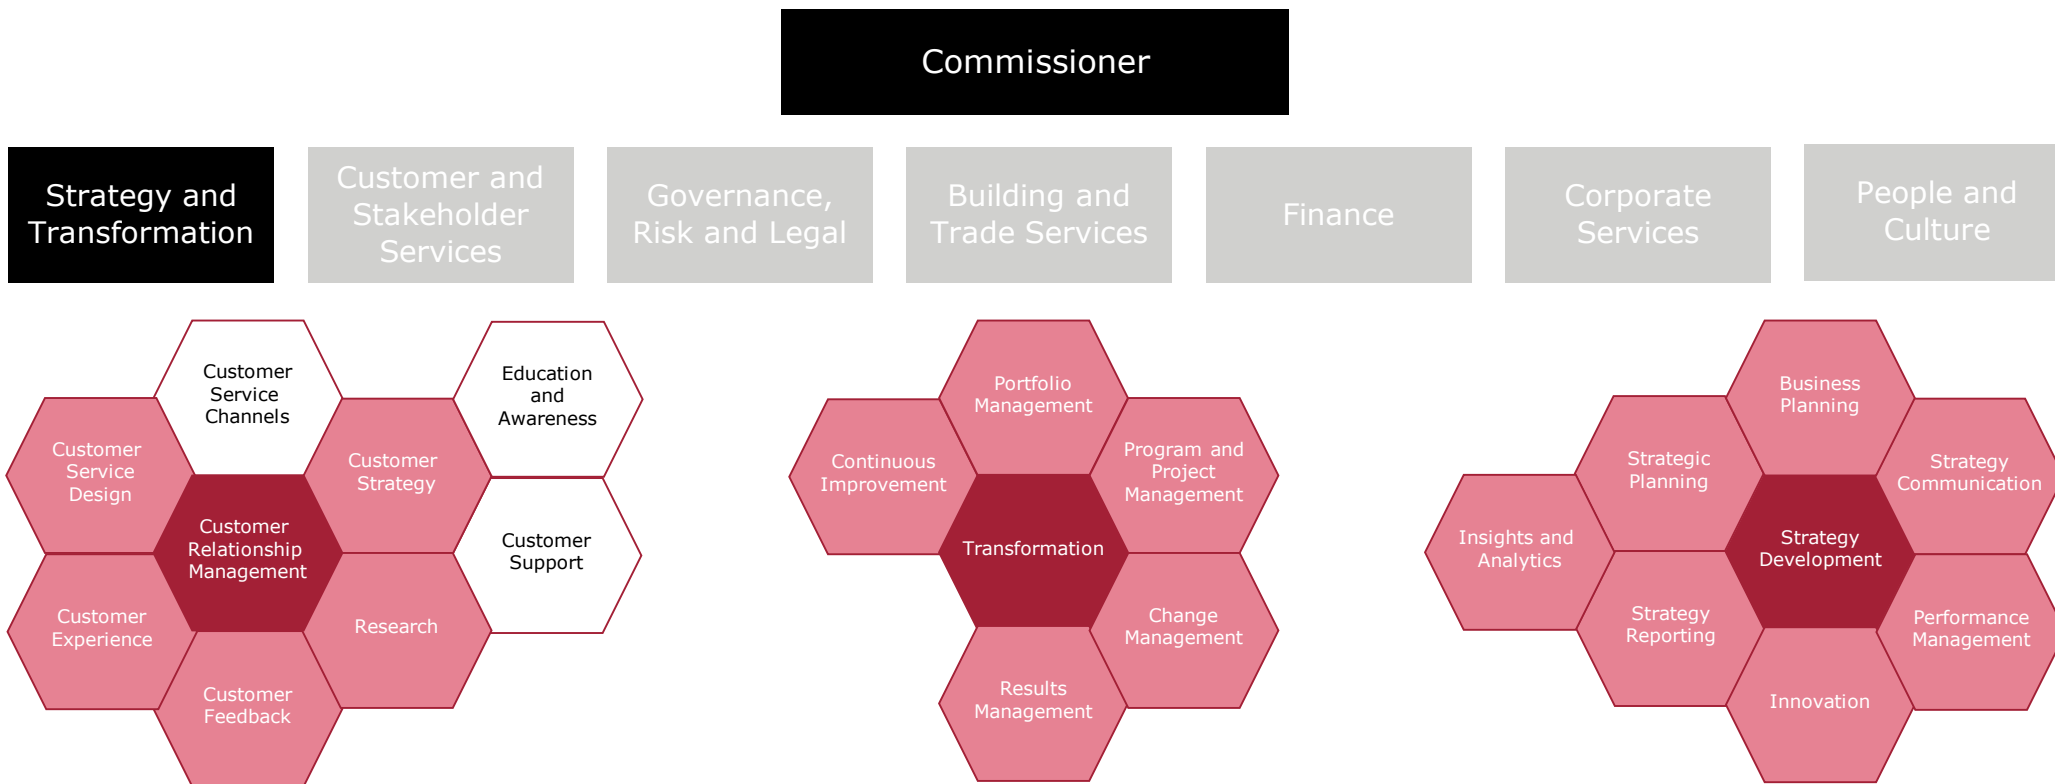 Commissioner
Strategy and
Transformation
Customer and
Stakeholder
Services
Governance,
Risk and Legal
Building and
Trade Services
Finance
Corporate
Services
People and
Culture
Customer
Service
Channels
Education
and
Awareness
Customer
Service
Design
Customer
Strategy
Customer
Relationship
Management
Customer
Support
Customer
Experience
Research
Customer
Feedback
Portfolio
Management
Continuous
Improvement
Program and
Project
Management
Transformation
Change
Management
Results
Management
Business
Planning
Strategic
Planning
Strategy
Communication
Insights and
Analytics
Strategy
Development
Strategy
Reporting
Performance
Management
Innovation